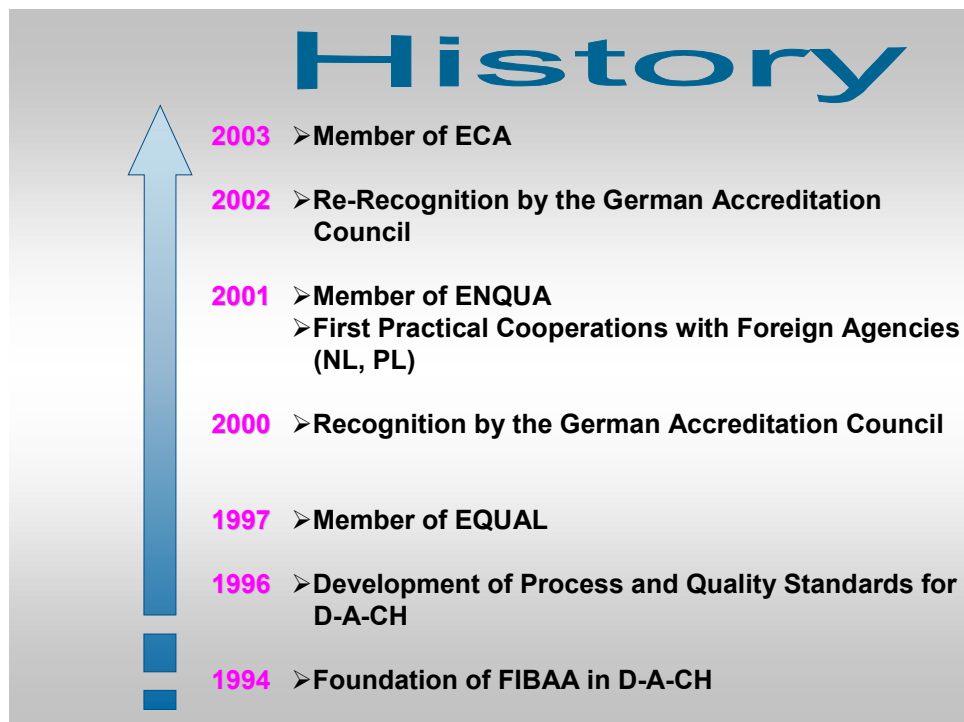 History
2003 ➢Member of ECA
2002 ➢Re-Recognition by the German Accreditation
Council
2001 ➢Member of ENQUA
➢First Practical Cooperations with Foreign Agencies
(NL, PL)
2000 ➢Recognition by the German Accreditation Council
1997 ➢Member of EQUAL
1996 ➢Development of Process and Quality Standards for
D-A-CH
1994 ➢Foundation of FIBAA in D-A-CH